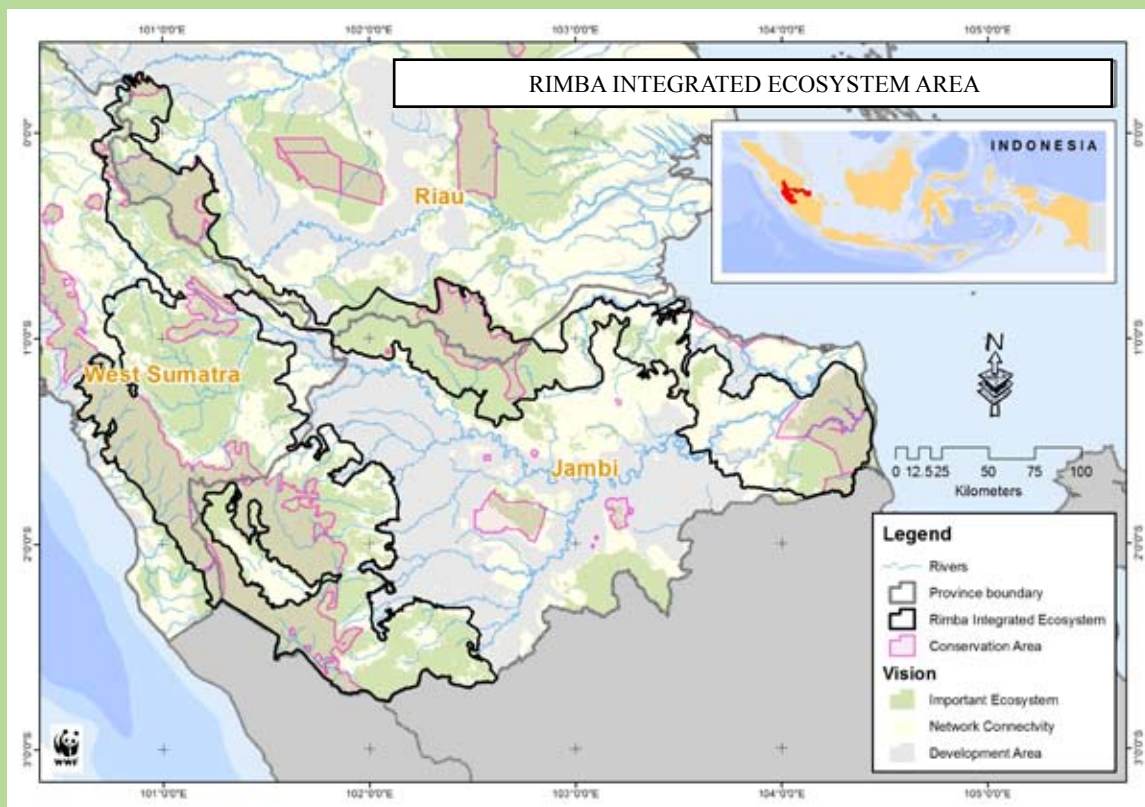 101°0'0"E 102°0'0"E 103°0'0"E 104°0'0"E 105°0'0"E
RIMBA INTEGRATED ECOSYSTEM AREA
INDONESIA
0°0'0" 0°0'0"
Riau
1°0'0"S 1°0'0"S
N
West Sumatra
Jambi
0 12.525 50 75 100
Kilometers
2°0'0"S 2°0'0"S
Legend
Rivers
Province boundary
Rimba Integrated Ecosystem
Conservation Area
Vision
Important Ecosystem
Network Connectvity
Development Area
3°0'0"S 3°0'0"S
WWF
101°0'0"E 102°0'0"E 103°0'0"E 104°0'0"E 105°0'0"E